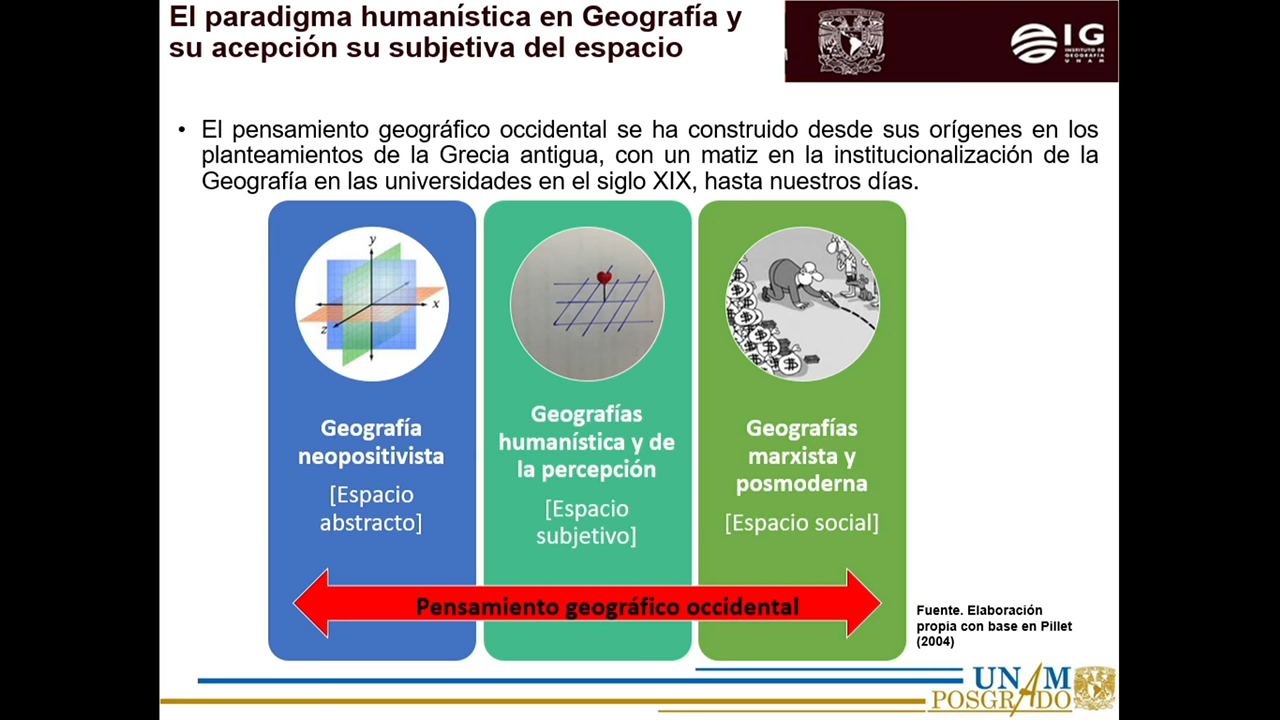 El paradigma humanística en Geografía y
su acepción su subjetiva del espacio
IG
INSTITUTO DE
GEOGRAFÍA
UNAM
• El pensamiento geográfico occidental se ha construido desde sus orígenes en los
planteamientos de la Grecia antigua, con un matiz en la institucionalización de la
Geografía en las universidades en el siglo XIX, hasta nuestros días.
y
x
z
Geografía
neopositivista
[Espacio
abstracto]
Geografías
humanística y de
la percepción
[Espacio
subjetivo]
Geografías
marxista y
posmoderna
[Espacio social]
Pensamiento geográfico occidental
Fuente. Elaboración
propia con base en Pillet
(2004)
UNAM
POSGRADO